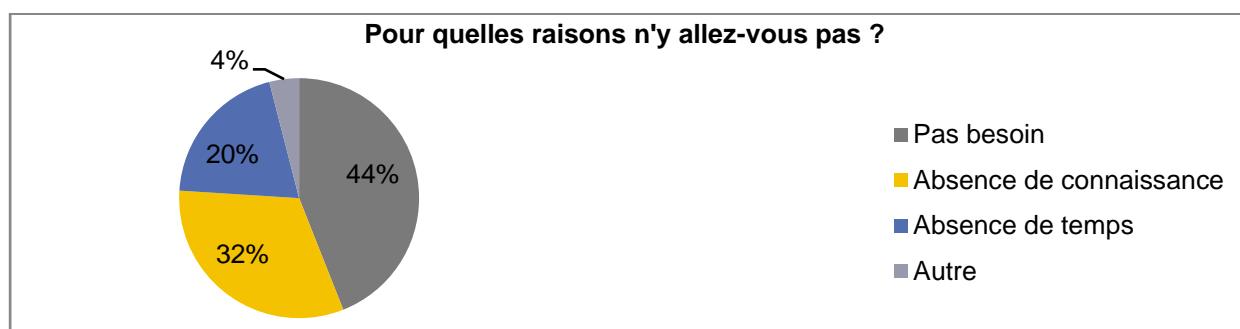 Pour quelles raisons n'y allez-vous pas ?
4%
20%
44%
32%
Pas besoin
Absence de connaissance
Absence de temps
Autre